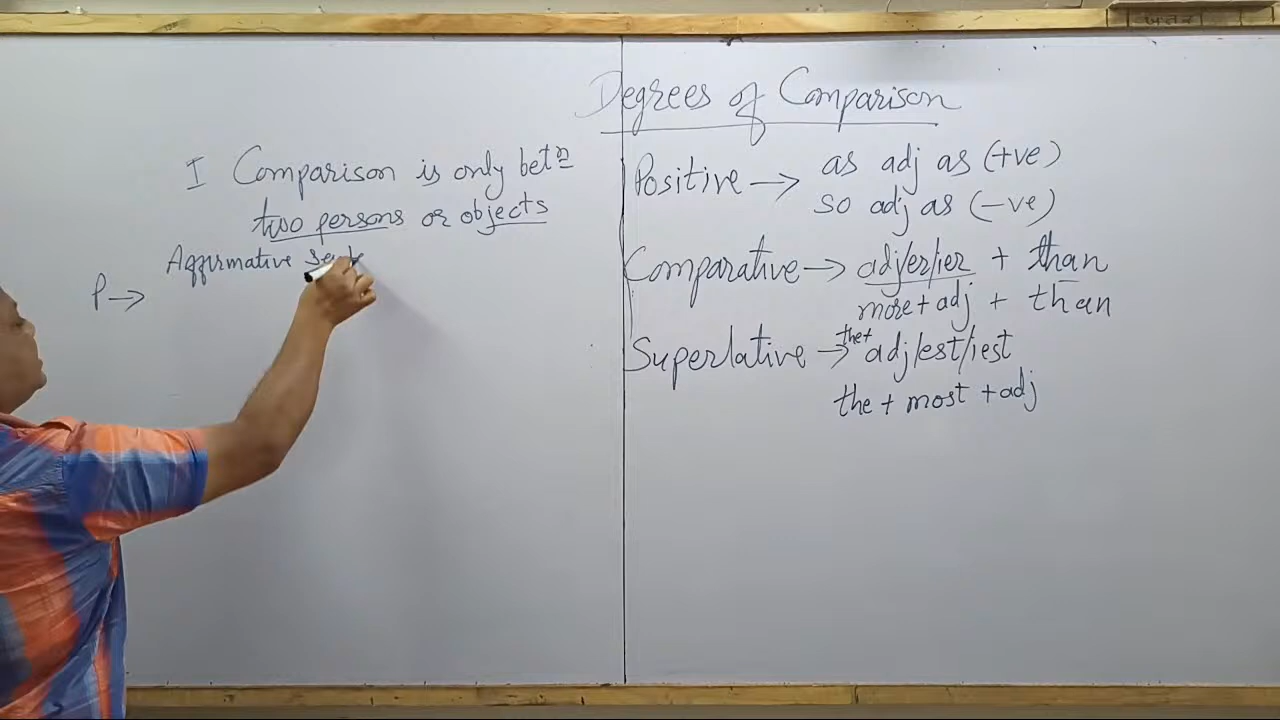 Degrees of Comparison
I Comparison is only betn
two persons or objects
Affirmative
P →
Positive → as adj as (+ve)
so adj as (-ve)
Comparative → adj/er/ier + than
more + adj + than
Superlative → the+ adj/est/iest
the + most + adj